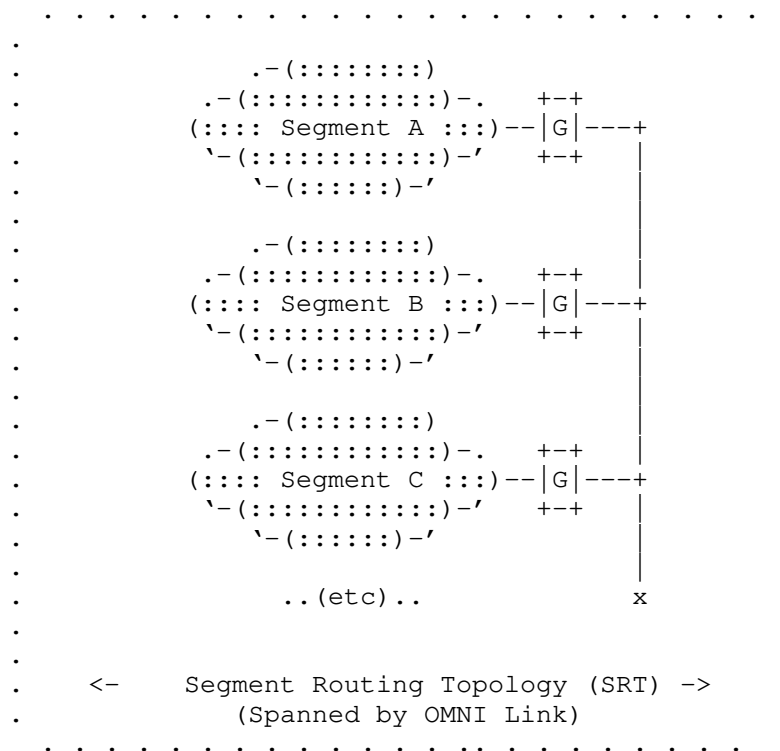 . . . . . . . . . . . . . . . . . . . . . . .
.
.               .-(::::::::)
.            .-(::::::::::::)-.   +-+
.           (:::: Segment A :::)--|G|---+
.            `-(::::::::::::)-'   +-+   |
.               `-(::::::)-'            |
.                                       |
.               .-(::::::::)            |
.            .-(::::::::::::)-.   +-+   |
.           (:::: Segment B :::)--|G|---+
.            `-(::::::::::::)-'   +-+   |
.               `-(::::::)-'            |
.                                       |
.               .-(::::::::)            |
.            .-(::::::::::::)-.   +-+   |
.           (:::: Segment C :::)--|G|---+
.            `-(::::::::::::)-'   +-+   |
.               `-(::::::)-'            |
.                                       |
.                 ..(etc)..             x
.
.
.     <-    Segment Routing Topology (SRT) ->
.              (Spanned by OMNI Link)
. . . . . . . . . . . . . .. . . . . . . . .